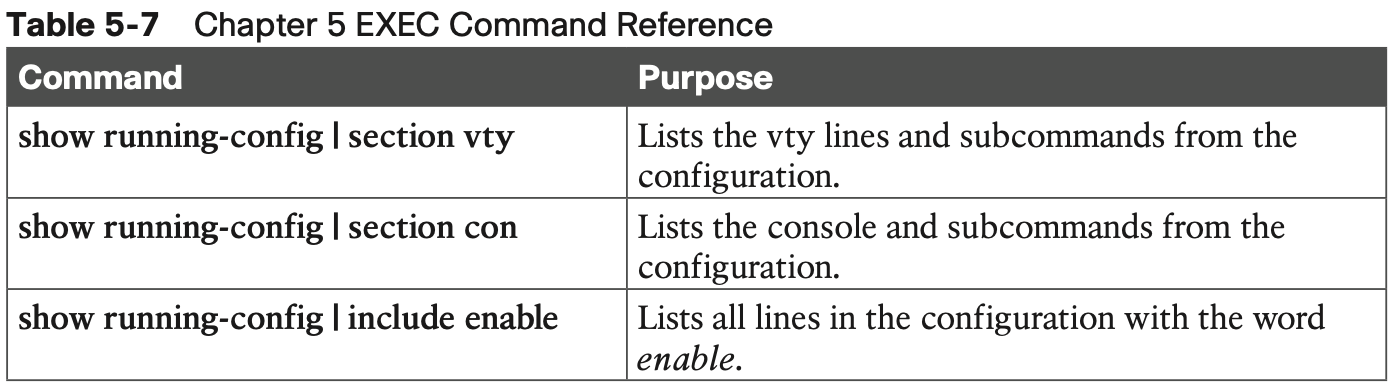 Table 5-7 Chapter 5 EXEC Command Reference
Command Purpose
show running-config | section vty Lists the vty lines and subcommands from the
configuration.
show running-config | section con Lists the console and subcommands from the
configuration.
show running-config | include enable Lists all lines in the configuration with the word
enable.